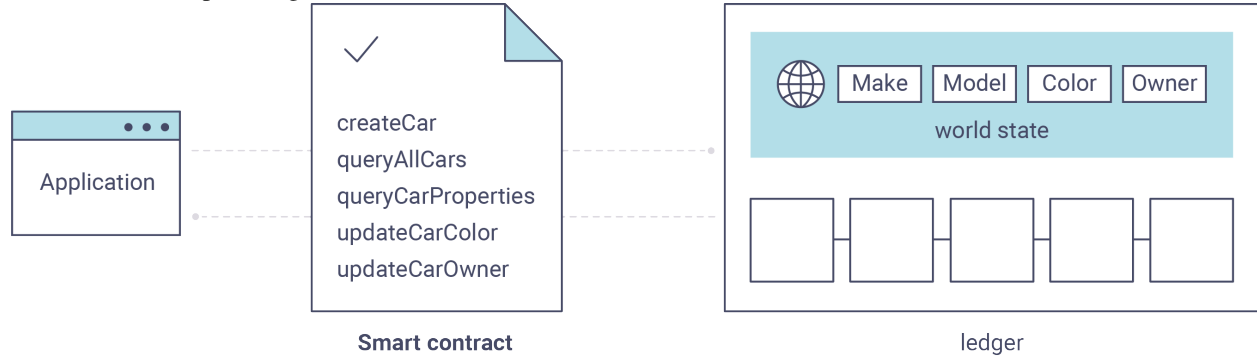 Application
createCar
queryAllCars
queryCarProperties
updateCarColor
updateCarOwner
Smart contract
Make Model Color Owner
world state
ledger